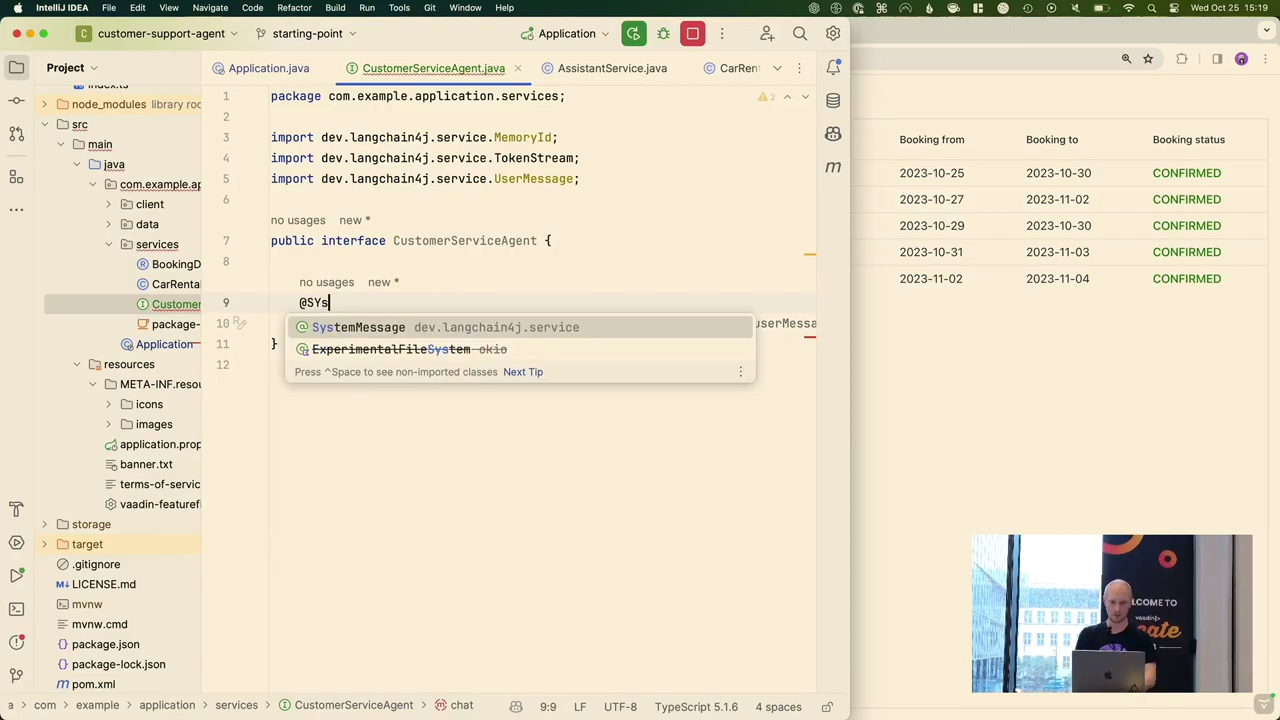 IntelliJ IDEA File Edit View Navigate Code Refactor Build Run Tools Git Window Help
Wed Oct 25 15:19
customer-support-agent starting-point Application
Project
Application.java CustomerServiceAgent.java AssistantService.java CarRen
index.ts
node_modules library roo
src
main
java
com.example.ap
client
data
services
BookingD
CarRenta
Customer
package-
Application
resources
META-INF.resou
icons
images
application.prop
banner.txt
terms-of-servic
vaadin-featuref
storage
target
.gitignore
LICENSE.md
mvnw
mvnw.cmd
package.json
package-lock.json
pom.xml
2
1 package com.example.application.services;
2
3 import dev.langchain4j.service.MemoryId;
4 import dev.langchain4j.service.TokenStream;
5 import dev.langchain4j.service.UserMessage;
6
no usages new *
7 public interface CustomerServiceAgent {
8
no usages new *
9 @SYs
10 userMessa
11 }
12
SystemMessage dev.langchain4j.service
ExperimentalFileSystem okio
Press ^Space to see non-imported classes Next Tip
a > com > example > application > services > CustomerServiceAgent > chat
9:9 LF UTF-8 TypeScript 5.1.6 4 spaces
Booking from Booking to Booking status
2023-10-25 2023-10-30 CONFIRMED
2023-10-27 2023-11-02 CONFIRMED
2023-10-29 2023-10-30 CONFIRMED
2023-10-31 2023-11-03 CONFIRMED
2023-11-02 2023-11-04 CONFIRMED
LCOME TO
vaadin}>
eate